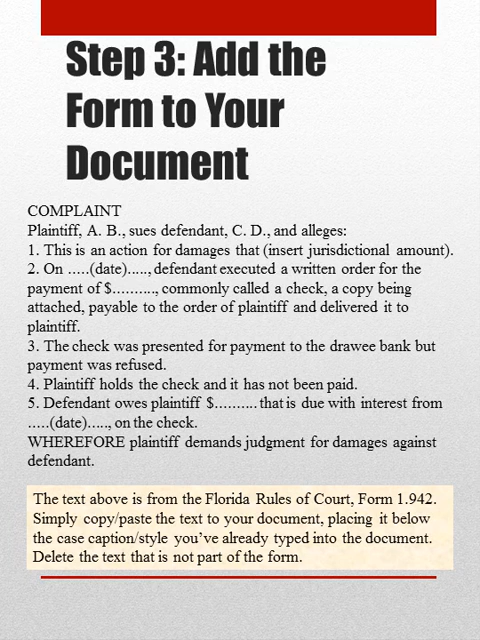 Step 3: Add the
Form to Your
Document
COMPLAINT
Plaintiff, A. B., sues defendant, C. D., and alleges:
1. This is an action for damages that (insert jurisdictional amount).
2. On .....(date)....., defendant executed a written order for the
payment of $.........., commonly called a check, a copy being
attached, payable to the order of plaintiff and delivered it to
plaintiff.
3. The check was presented for payment to the drawee bank but
payment was refused.
4. Plaintiff holds the check and it has not been paid.
5. Defendant owes plaintiff $.......... that is due with interest from
.....(date)....., on the check.
WHEREFORE plaintiff demands judgment for damages against
defendant.
The text above is from the Florida Rules of Court, Form 1.942.
Simply copy/paste the text to your document, placing it below
the case caption/style you've already typed into the document.
Delete the text that is not part of the form.